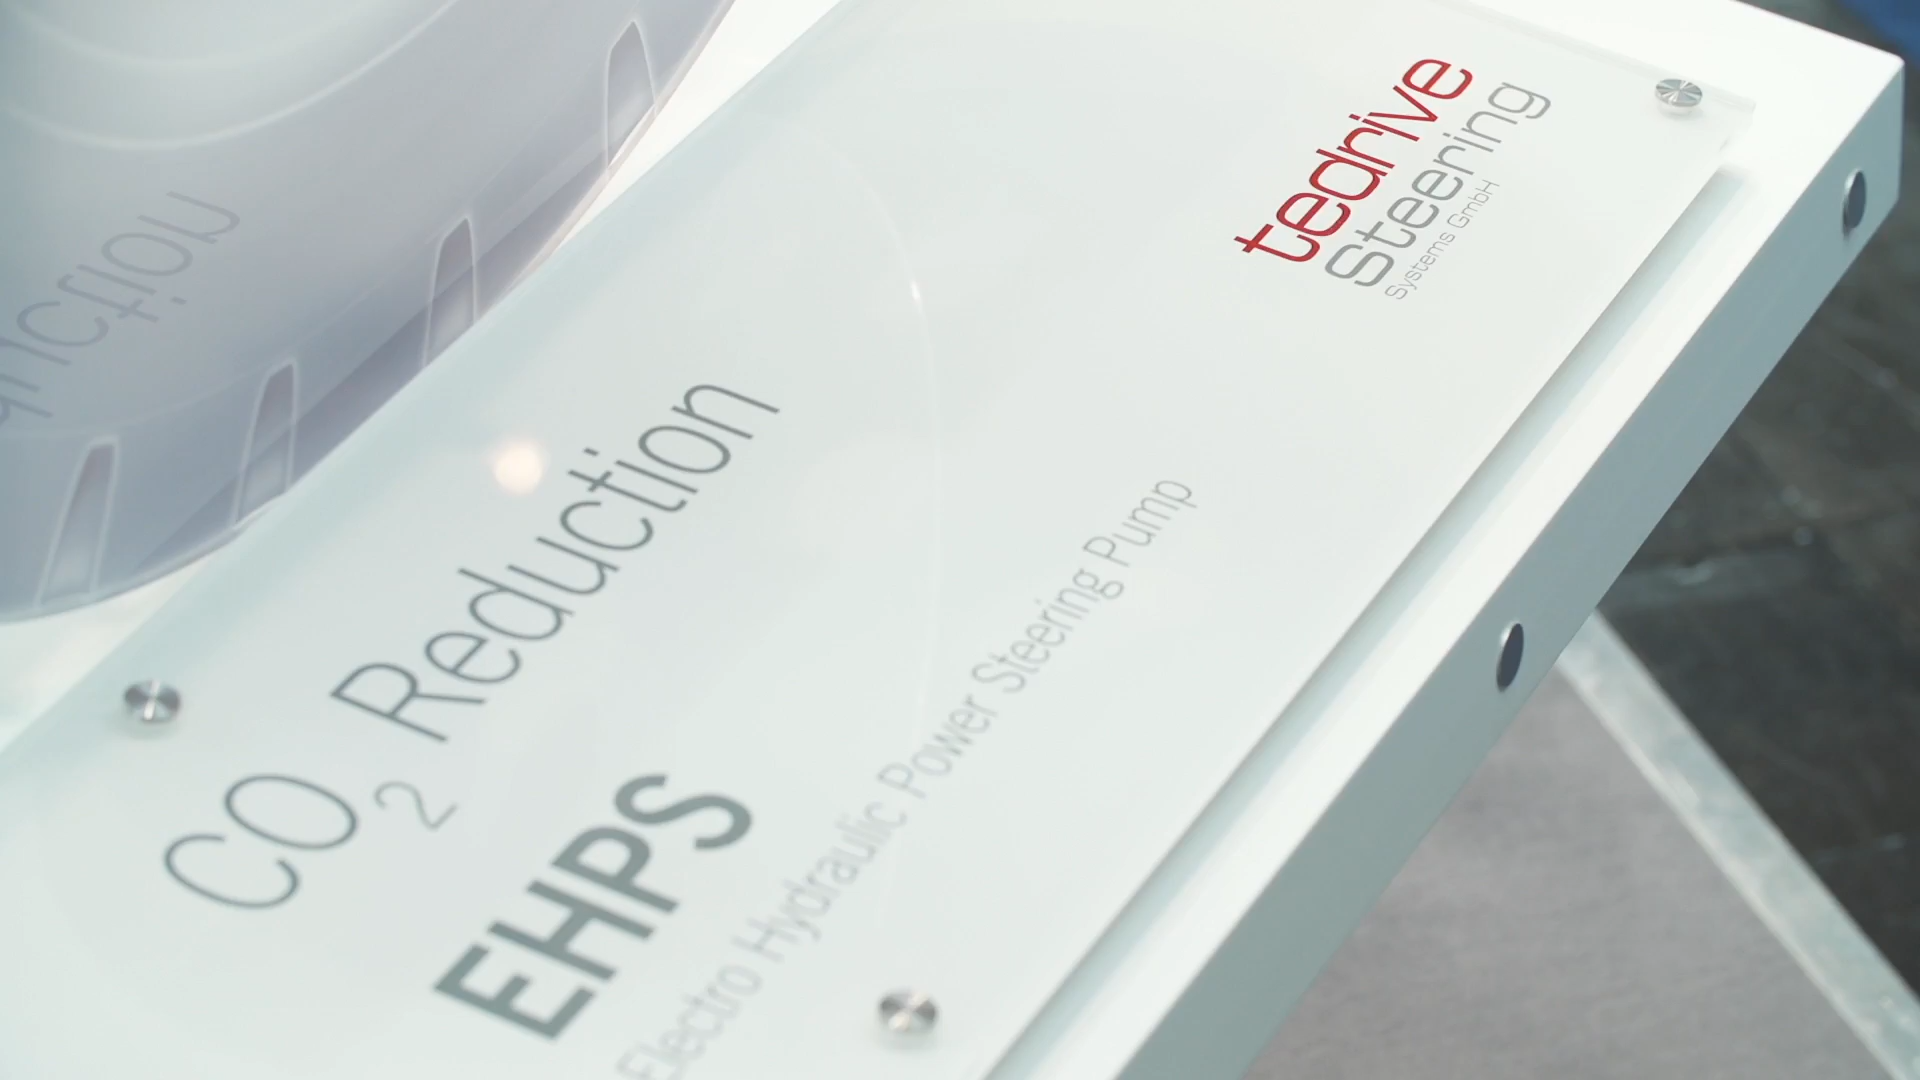 tedrive
Steering
Systems GmbH
CO2 Reduction
EHPS
Electro Hydraulic Power Steering Pump